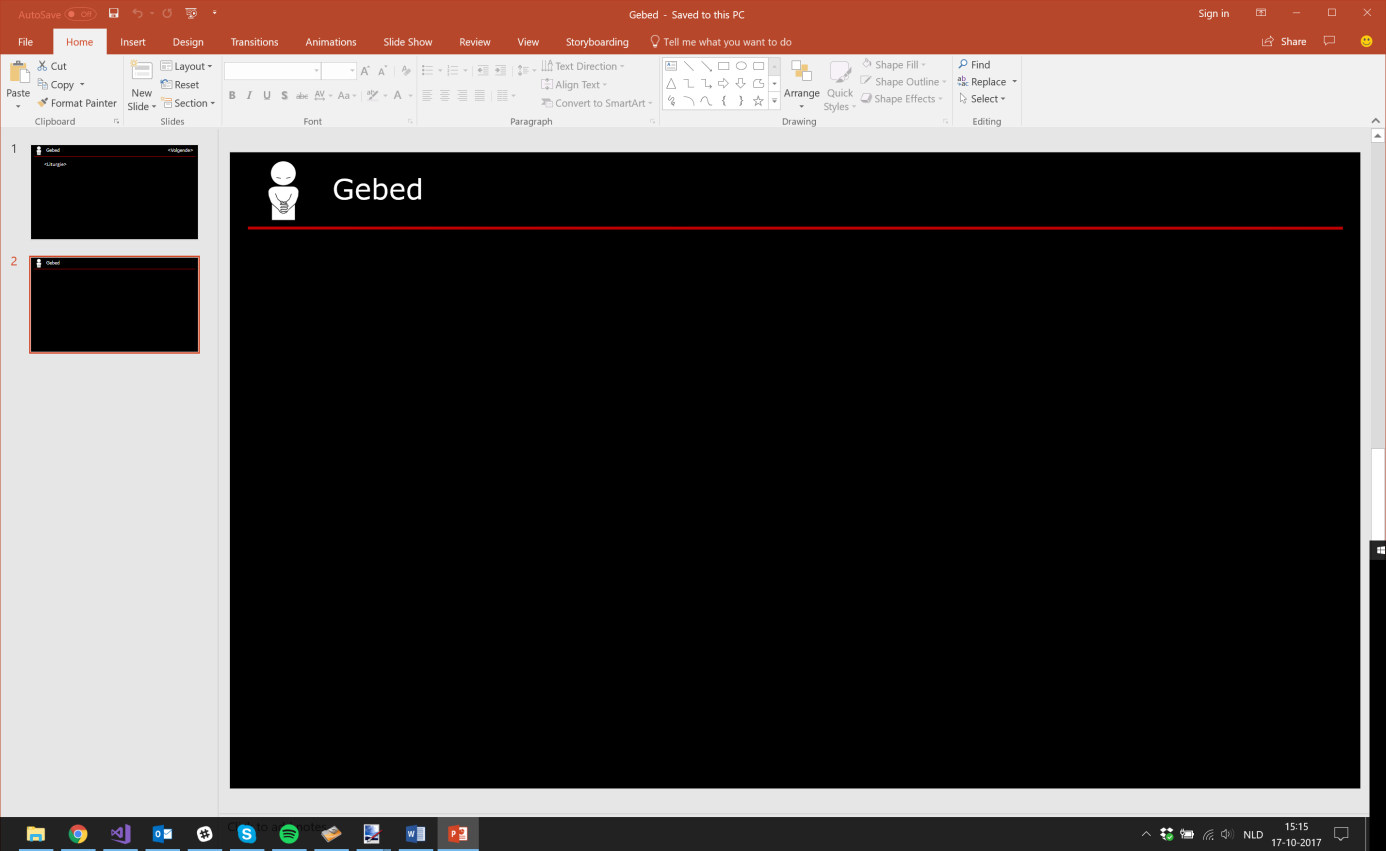 AutoSave Off
Gebed - Saved to this PC
Sign in
File Home Insert Design Transitions Animations Slide Show Review View Storyboarding Tell me what you want to do
Share
Paste
Cut
Copy
Format Painter
Clipboard
New
Slide
Layout
Reset
Section
Slides
B I U S abc AV Aa A
Font
Text Direction
Align Text
Convert to SmartArt
Paragraph
Arrange
Quick
Styles
Shape Fill
Shape Outline
Shape Effects
Drawing
Find
Replace
Select
Editing
1
Gebed <Volgende>
<Liturgie>
2
Gebed
Gebed
NLD
15:15
17-10-2017